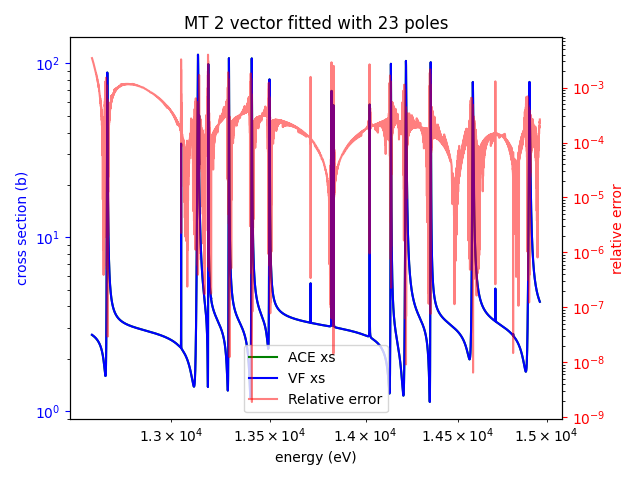 MT 2 vector fitted with 23 poles
cross section (b)
10²
10¹
10⁰
10⁻³
10⁻⁴
10⁻⁵
10⁻⁶
10⁻⁷
10⁻⁸
10⁻⁹
relative error
ACE xs
VF xs
Relative error
1.3 × 10⁴ 1.35 × 10⁴ 1.4 × 10⁴ 1.45 × 10⁴ 1.5 × 10⁴
energy (eV)